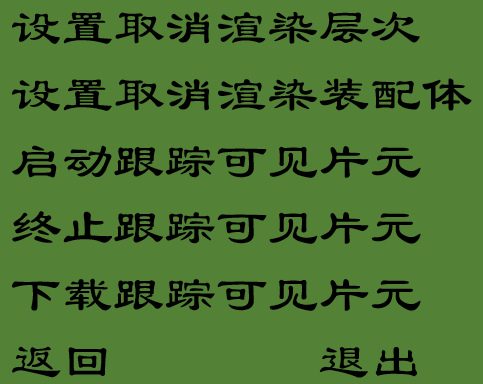 设置取消渲染层次
设置取消渲染装配体
启动跟踪可见片元
终止跟踪可见片元
下载跟踪可见片元
返回 退出